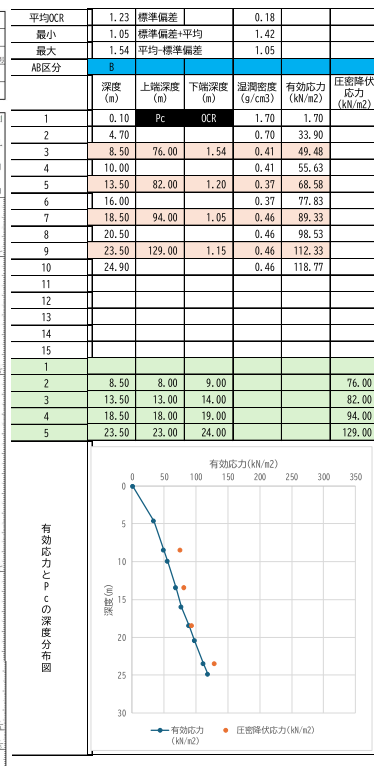 平均OCR 1.23 標準偏差 0.18
最小 1.05 標準偏差+平均 1.42
最大 1.54 平均-標準偏差 1.05
AB区分 B
深度 (m) 上端深度 (m) 下端深度 (m) 湿潤密度 (g/cm3) 有効応力 (kN/m2) 圧密降伏応力 (kN/m2)
1 0.10 Pc OCR 1.70 1.70
2 4.70 0.70 33.90
3 8.50 76.00 1.54 0.41 49.48
4 10.00 0.41 55.63
5 13.50 82.00 1.20 0.37 68.58
6 16.00 0.37 77.83
7 18.50 94.00 1.05 0.46 89.33
8 20.50 0.46 98.53
9 23.50 129.00 1.15 0.46 112.33
10 24.90 0.46 118.77
11
12
13
14
15
1
2 8.50 8.00 9.00 76.00
3 13.50 13.00 14.00 82.00
4 18.50 18.00 19.00 94.00
5 23.50 23.00 24.00 129.00
有効応力とPcの深度分布図
有効応力(kN/m2)
0 50 100 150 200 250 300 350
0
5
10
15
20
25
30
深度(m)
有効応力 (kN/m2) 圧密降伏応力(kN/m2)